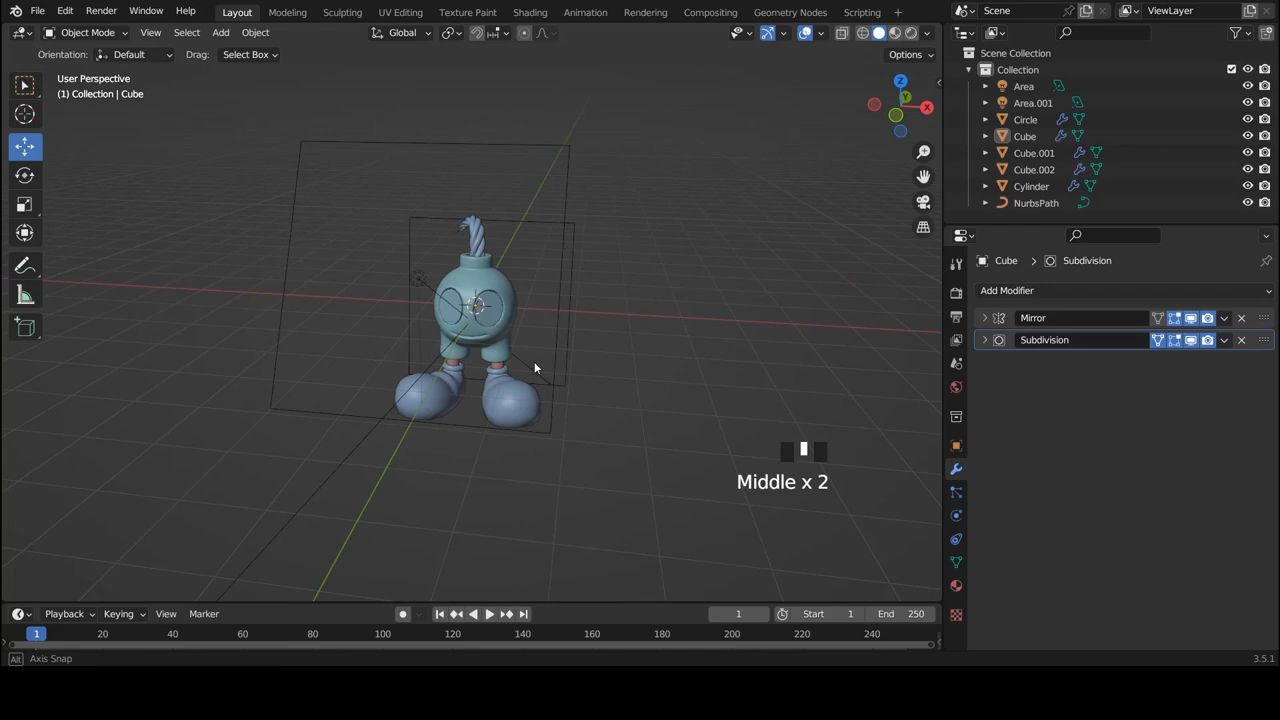 File Edit Render Window Help Layout Modeling Sculpting UV Editing Texture Paint Shading Animation Rendering Compositing Geometry Nodes Scripting + Scene ViewLayer
Object Mode View Select Add Object Global
Orientation: Default Drag: Select Box Options
User Perspective
(1) Collection | Cube
Z
Y
X
Scene Collection
Collection
Area
Area.001
Circle
Cube
Cube.001
Cube.002
Cylinder
NurbsPath
Cube > Subdivision
Add Modifier
Mirror
Subdivision
Middle x 2
Playback Keying View Marker 1 Start 1 End 250
1 20 40 60 80 100 120 140 160 180 200 220 240
Alt Axis Snap 3.5.1